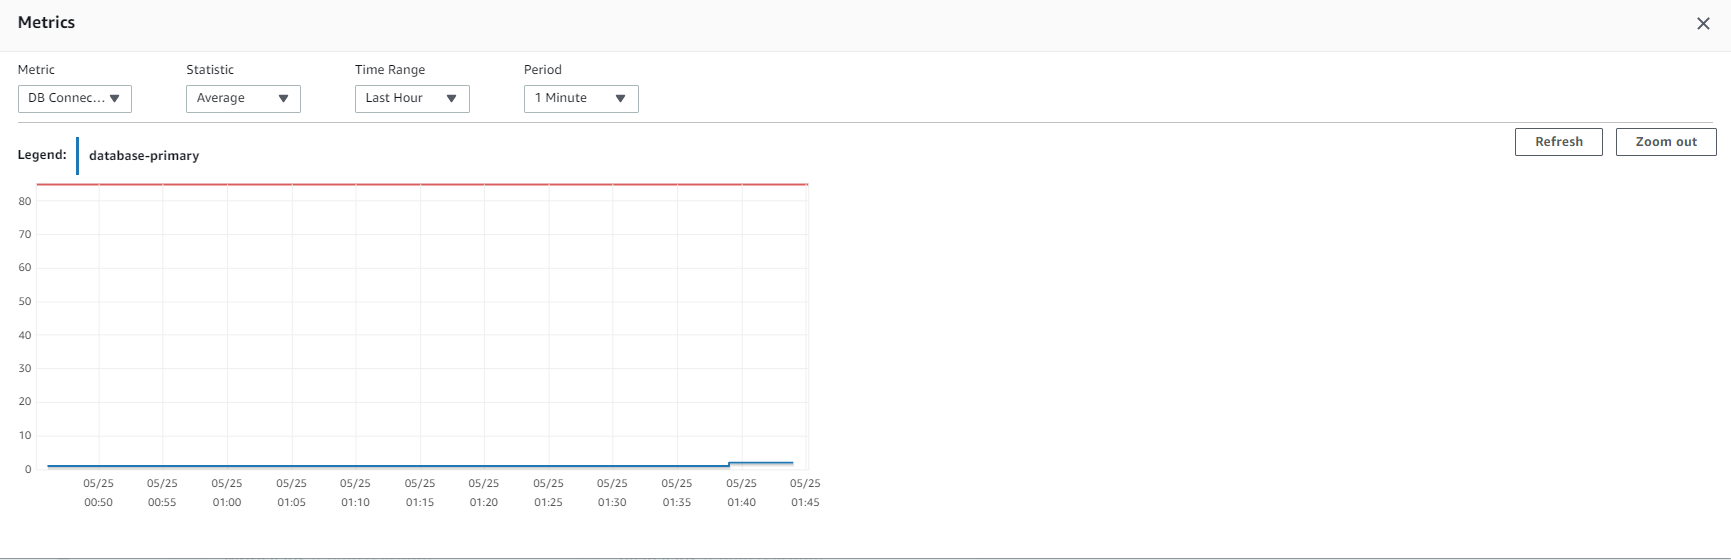 Metrics
Metric Statistic Time Range Period
DB Connec... Average Last Hour 1 Minute
Refresh Zoom out
Legend: database-primary
80
70
60
50
40
30
20
10
0
05/25 05/25 05/25 05/25 05/25 05/25 05/25 05/25 05/25 05/25 05/25 05/25
00:50 00:55 01:00 01:05 01:10 01:15 01:20 01:25 01:30 01:35 01:40 01:45